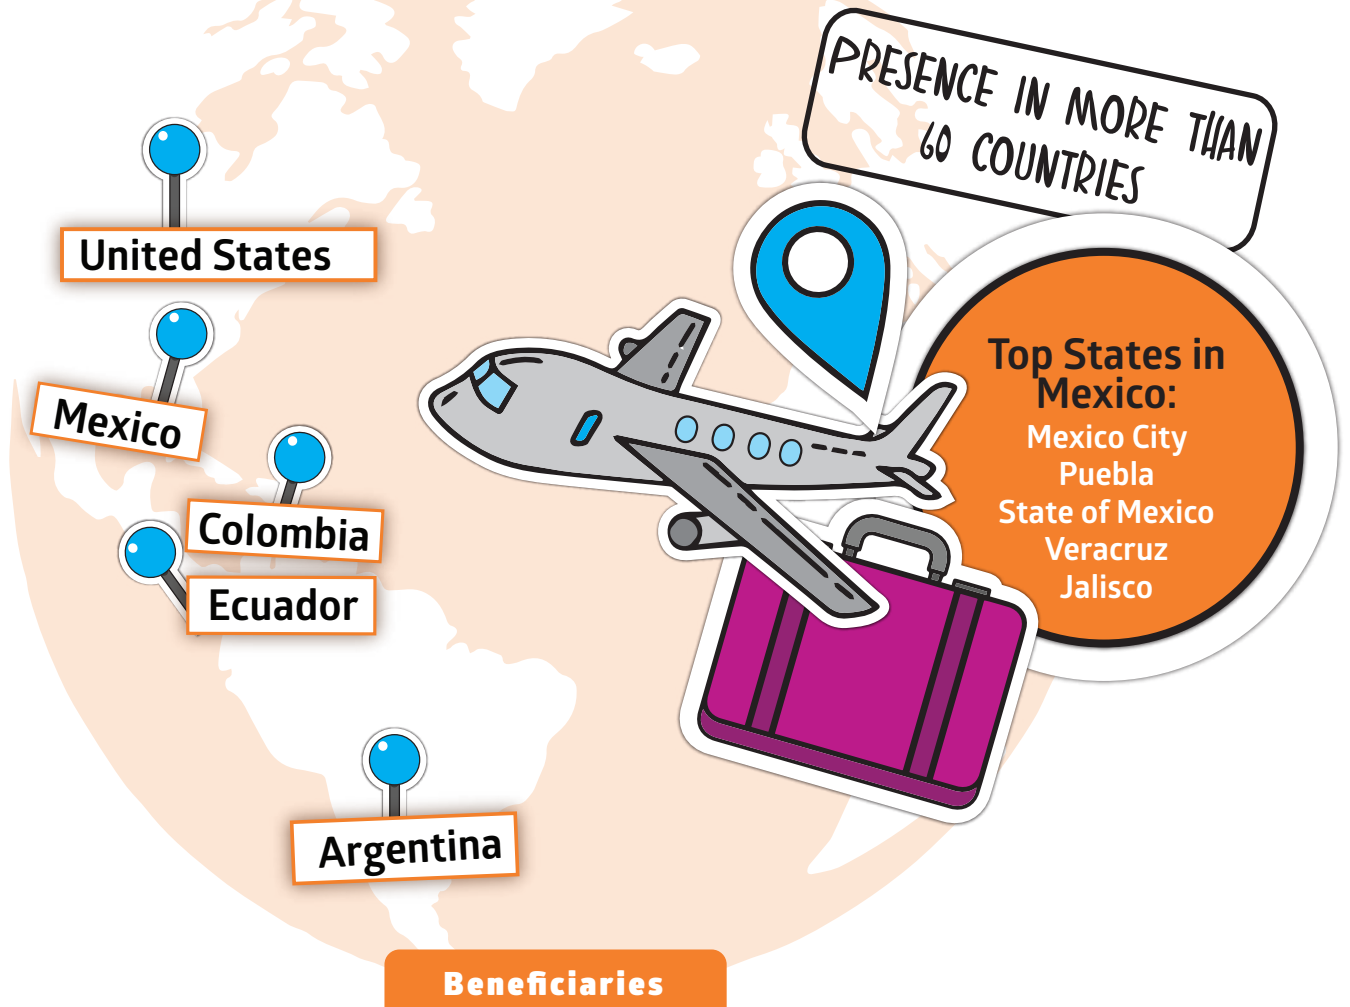 PRESENCE IN MORE THAN
60 COUNTRIES
United States
Mexico
Colombia
Ecuador
Argentina
Top States in
Mexico:
Mexico City
Puebla
State of Mexico
Veracruz
Jalisco
Beneficiaries